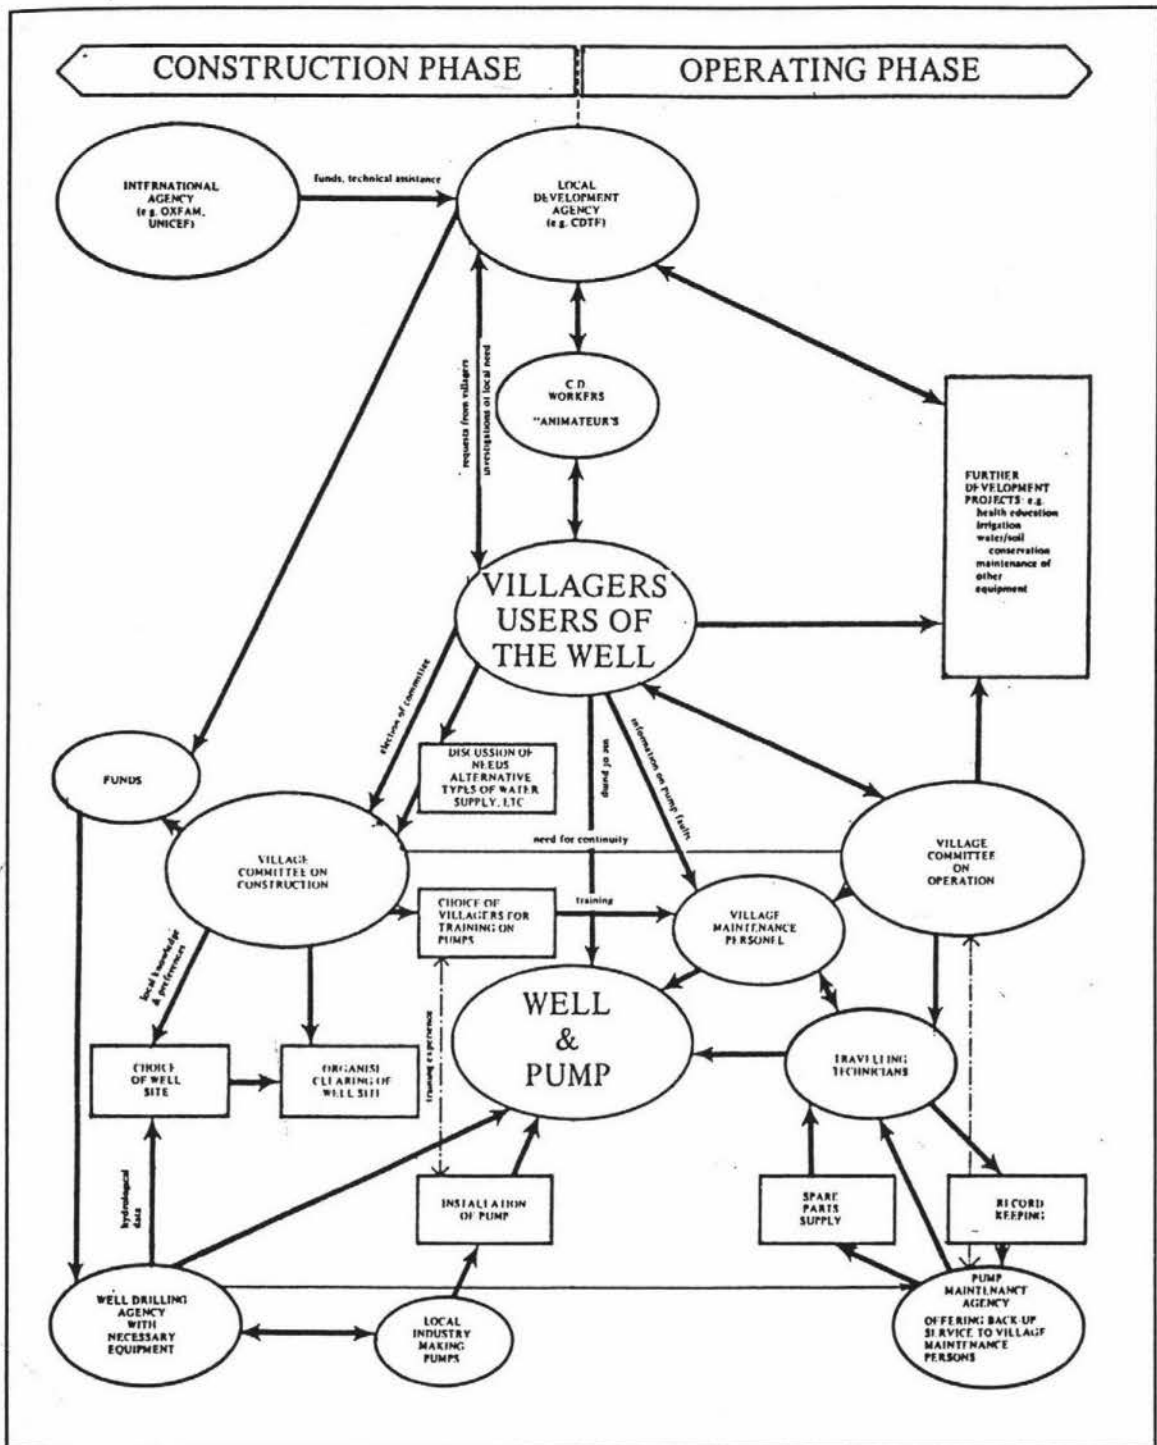 CONSTRUCTION PHASE
OPERATING PHASE
INTERNATIONAL
AGENCY
(e g. OXFAM,
UNICEF)
funds, technical assistance
LOCAL
DEVELOPMENT
AGENCY
(e g. CDTF)
requests from villagers
investigations of local need
C.D
WORKERS
"ANIMATEUR'S
FURTHER
DEVELOPMENT
PROJECTS: e.g.
health education
irrigation
water/soil
conservation
maintenance of
other
equipment
VILLAGERS
USERS OF
THE WELL
election of committee
DISCUSSION OF
NEEDS
ALTERNATIVE
TYPES OF WATER
SUPPLY, ETC
use of pump
information on pump faults
FUNDS
need for continuity
VILLAGE
COMMITTEE ON
CONSTRUCTION
VILLAGE
COMMITTEE
ON
OPERATION
CHOICE OF
VILLAGERS FOR
TRAINING ON
PUMPS
training
VILLAGE
MAINTENANCE
PERSONEL
local knowledge
& preferences
training experience
WELL
&
PUMP
CHOICE
OF WELL
SITE
ORGANISE
CLEARING OF
WELL SITE
TRAVELLING
TECHNICIANS
hydrological
data
INSTALLATION
OF PUMP
SPARE
PARTS
SUPPLY
RECORD
KEEPING
WELL DRILLING
AGENCY
WITH
NECESSARY
EQUIPMENT
LOCAL
INDUSTRY
MAKING
PUMPS
PUMP
MAINTENANCE
AGENCY
OFFERING BACK-UP
SERVICE TO VILLAGE
MAINTENANCE
PERSONS